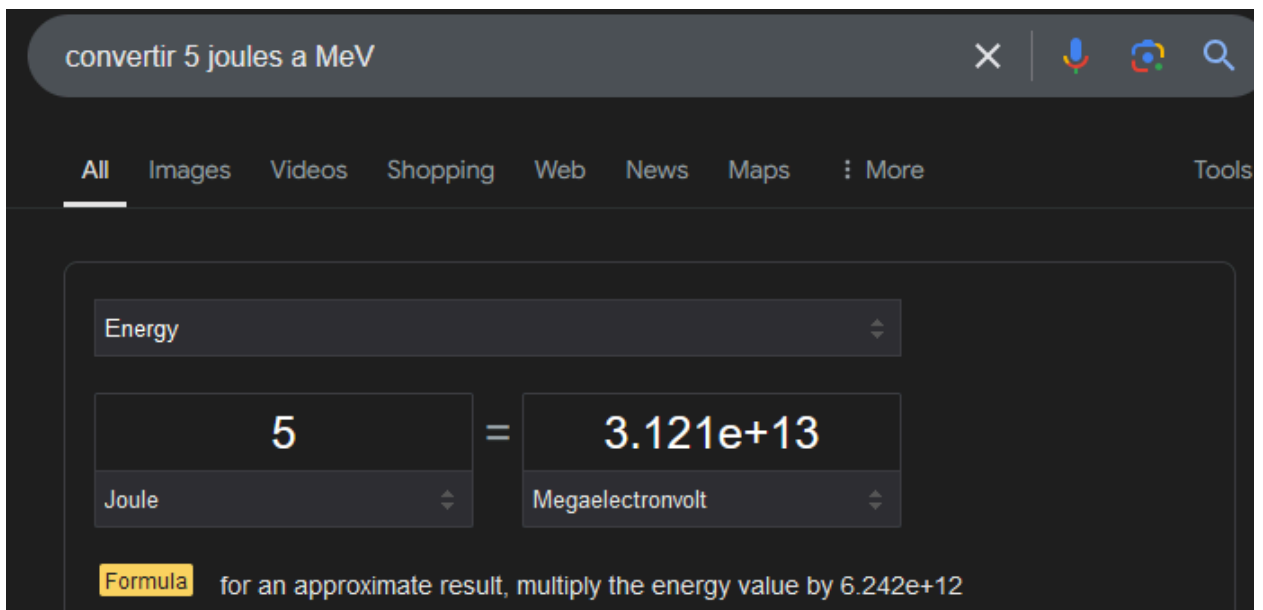 convertir 5 joules a MeV
All Images Videos Shopping Web News Maps More Tools
Energy
5 = 3.121e+13
Joule Megaelectronvolt
Formula for an approximate result, multiply the energy value by 6.242e+12